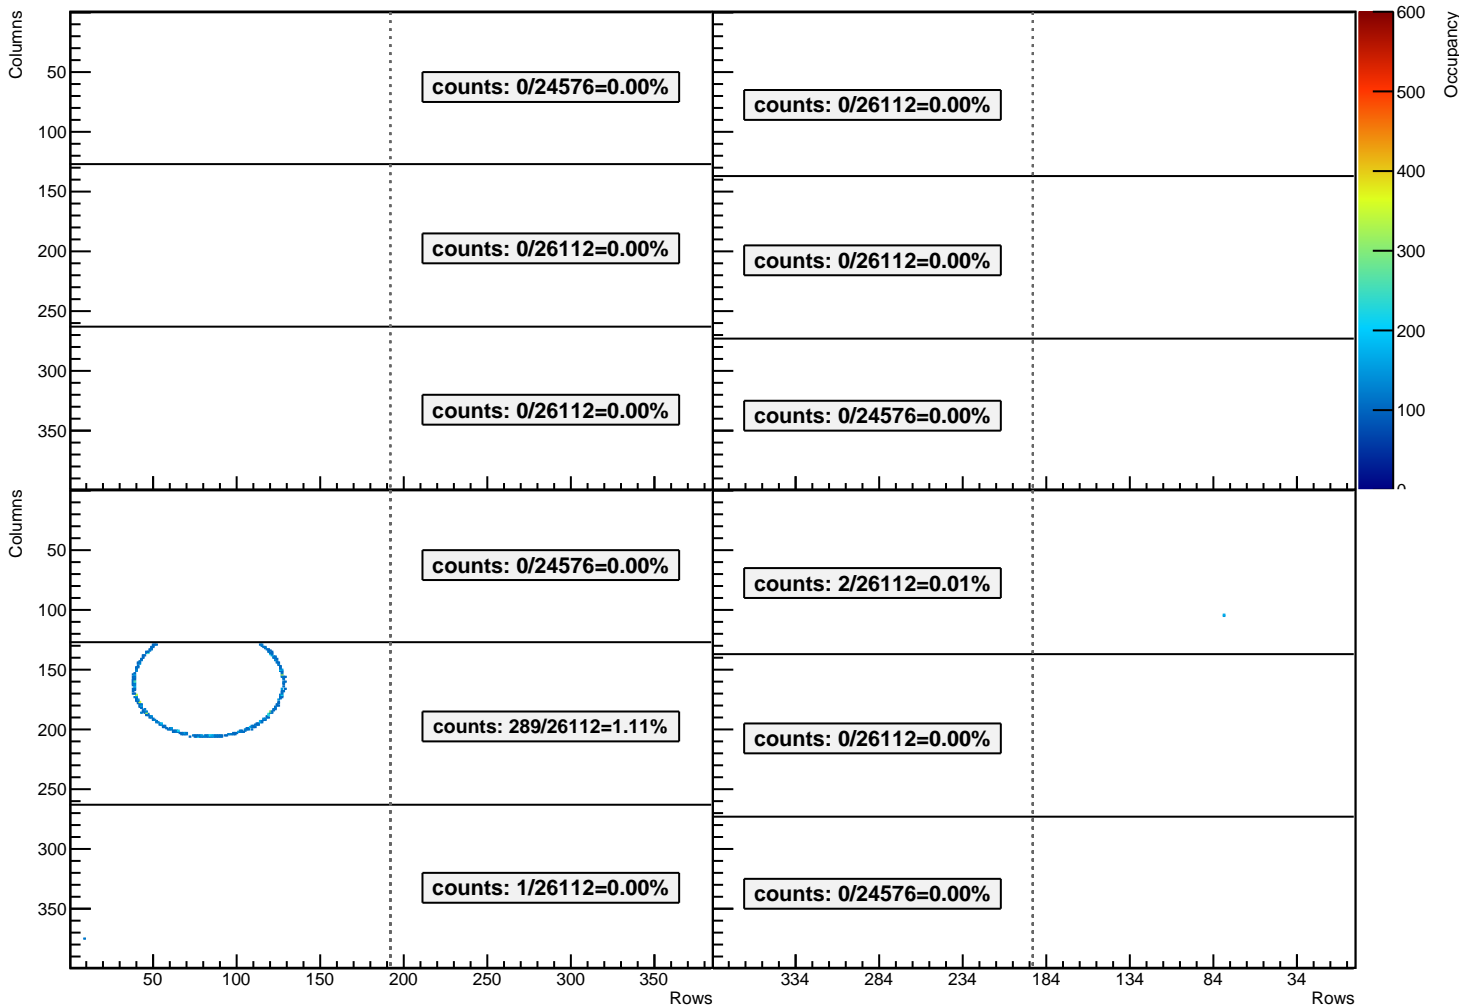 Columns
50
100
150
200
250
300
350
counts: 0/24576=0.00%
counts: 0/26112=0.00%
counts: 0/26112=0.00%
counts: 0/26112=0.00%
counts: 0/26112=0.00%
counts: 0/24576=0.00%
600
500
400
300
200
100
0
Occupancy
Columns
50
100
150
200
250
300
350
counts: 0/24576=0.00%
counts: 289/26112=1.11%
counts: 1/26112=0.00%
counts: 2/26112=0.01%
counts: 0/26112=0.00%
counts: 0/24576=0.00%
50 100 150 200 250 300 350
Rows
334 284 234 184 134 84 34
Rows